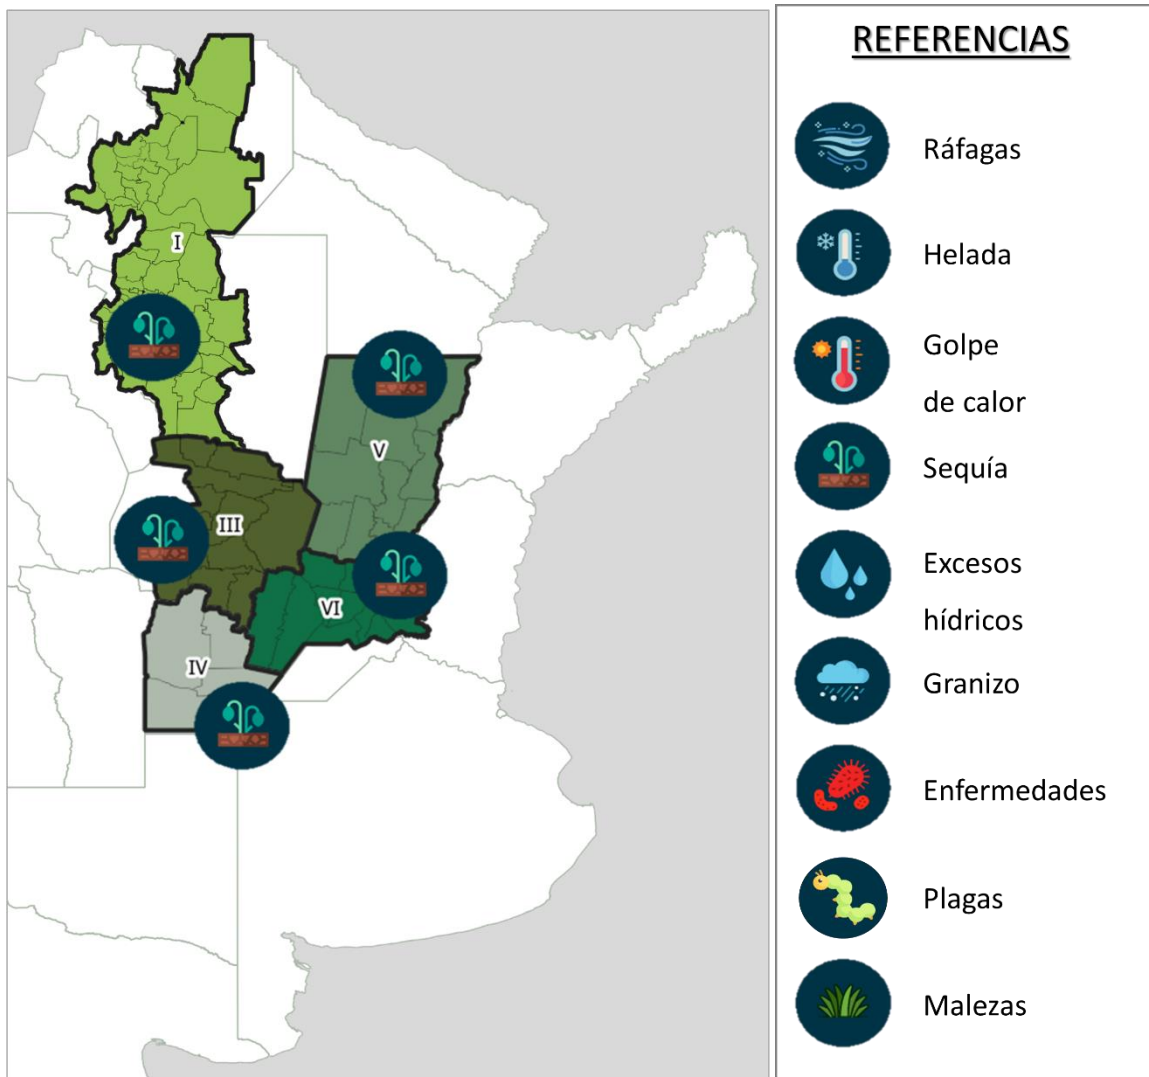 REFERENCIAS
Ráfagas
Helada
Golpe
de calor
Sequía
Excesos
hídricos
Granizo
Enfermedades
Plagas
Malezas
I
V
III
VI
IV